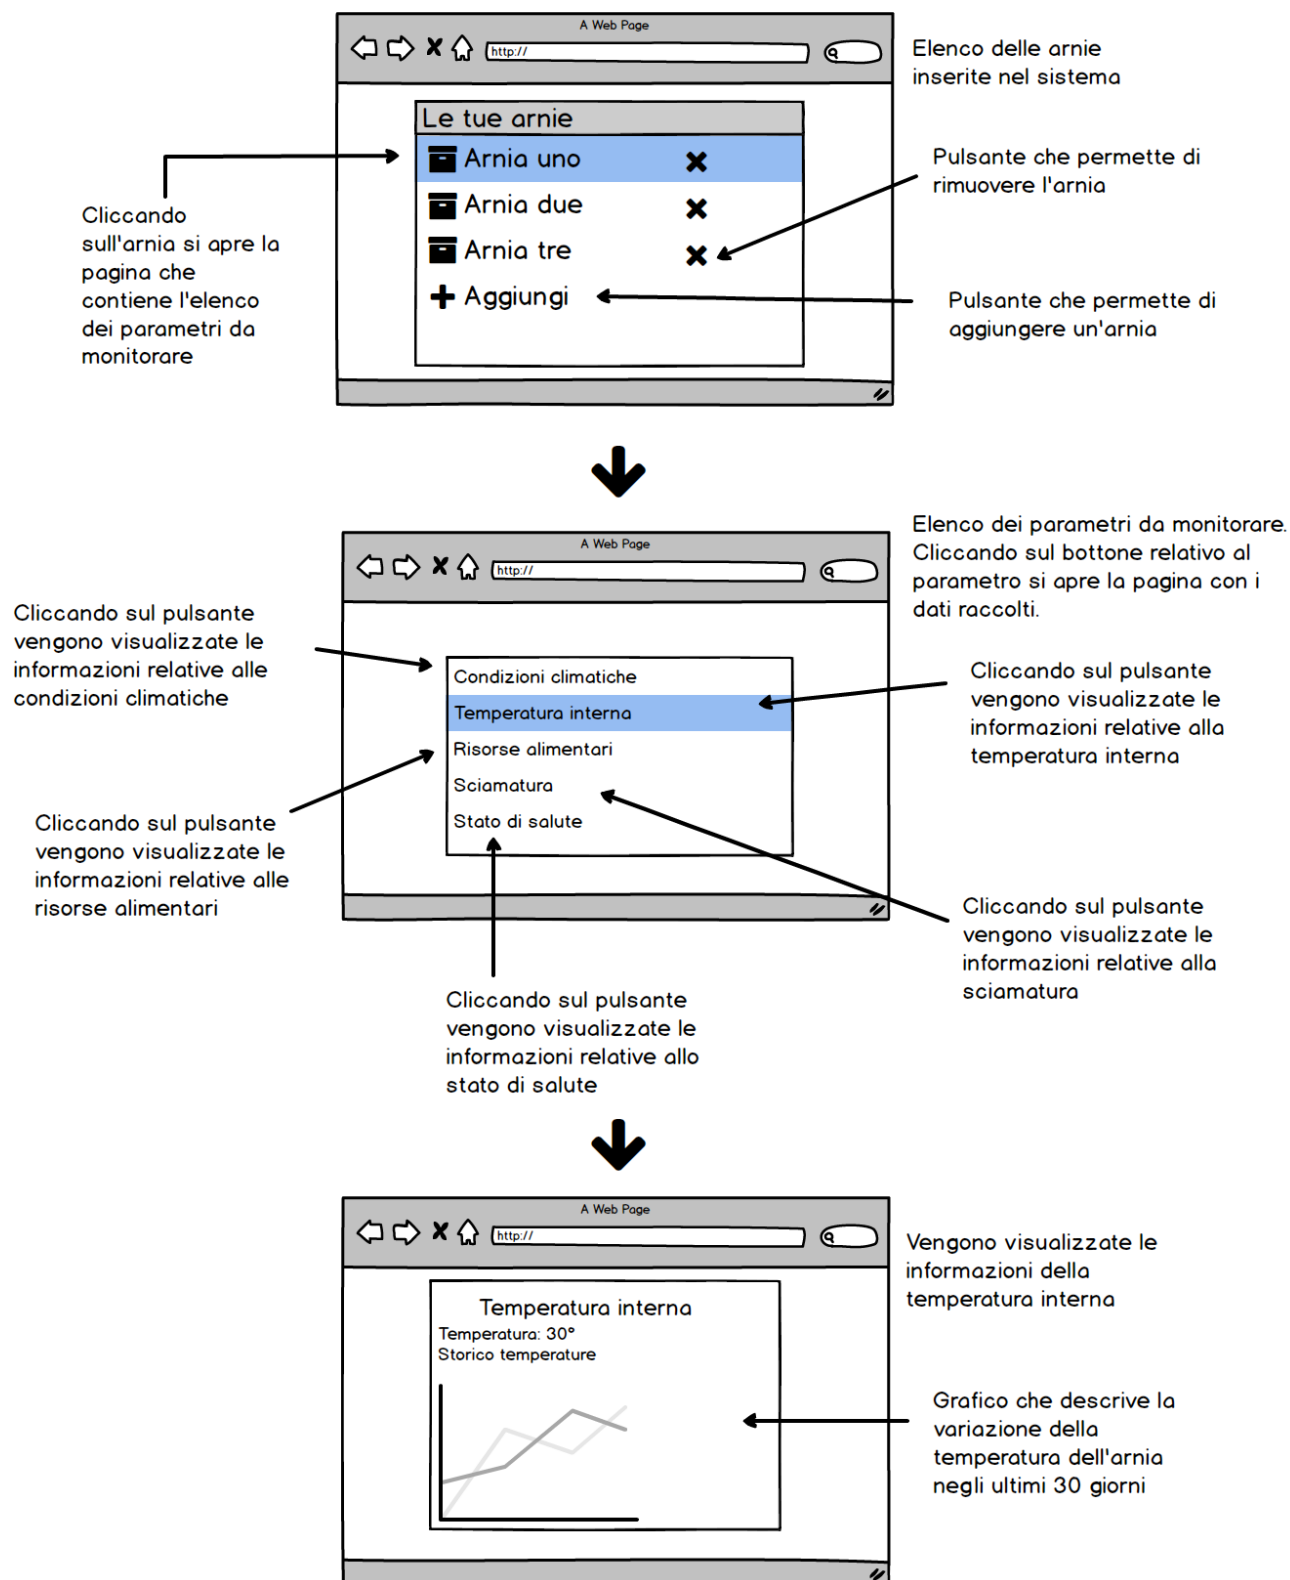 A Web Page
http://
Elenco delle arnie
inserite nel sistema
Le tue arnie
Arnia uno
Arnia due
Arnia tre
Aggiungi
Pulsante che permette di
rimuovere l'arnia
Cliccando
sull'arnia si apre la
pagina che
contiene l'elenco
dei parametri da
monitorare
Pulsante che permette di
aggiungere un'arnia
A Web Page
http://
Elenco dei parametri da monitorare.
Cliccando sul bottone relativo al
parametro si apre la pagina con i
dati raccolti.
Cliccando sul pulsante
vengono visualizzate le
informazioni relative alle
condizioni climatiche
Condizioni climatiche
Temperatura interna
Risorse alimentari
Sciamatura
Stato di salute
Cliccando sul pulsante
vengono visualizzate le
informazioni relative alla
temperatura interna
Cliccando sul pulsante
vengono visualizzate le
informazioni relative alle
risorse alimentari
Cliccando sul pulsante
vengono visualizzate le
informazioni relative alla
sciamatura
Cliccando sul pulsante
vengono visualizzate le
informazioni relative allo
stato di salute
A Web Page
http://
Vengono visualizzate le
informazioni della
temperatura interna
Temperatura interna
Temperatura: 30°
Storico temperature
Grafico che descrive la
variazione della
temperatura dell'arnia
negli ultimi 30 giorni